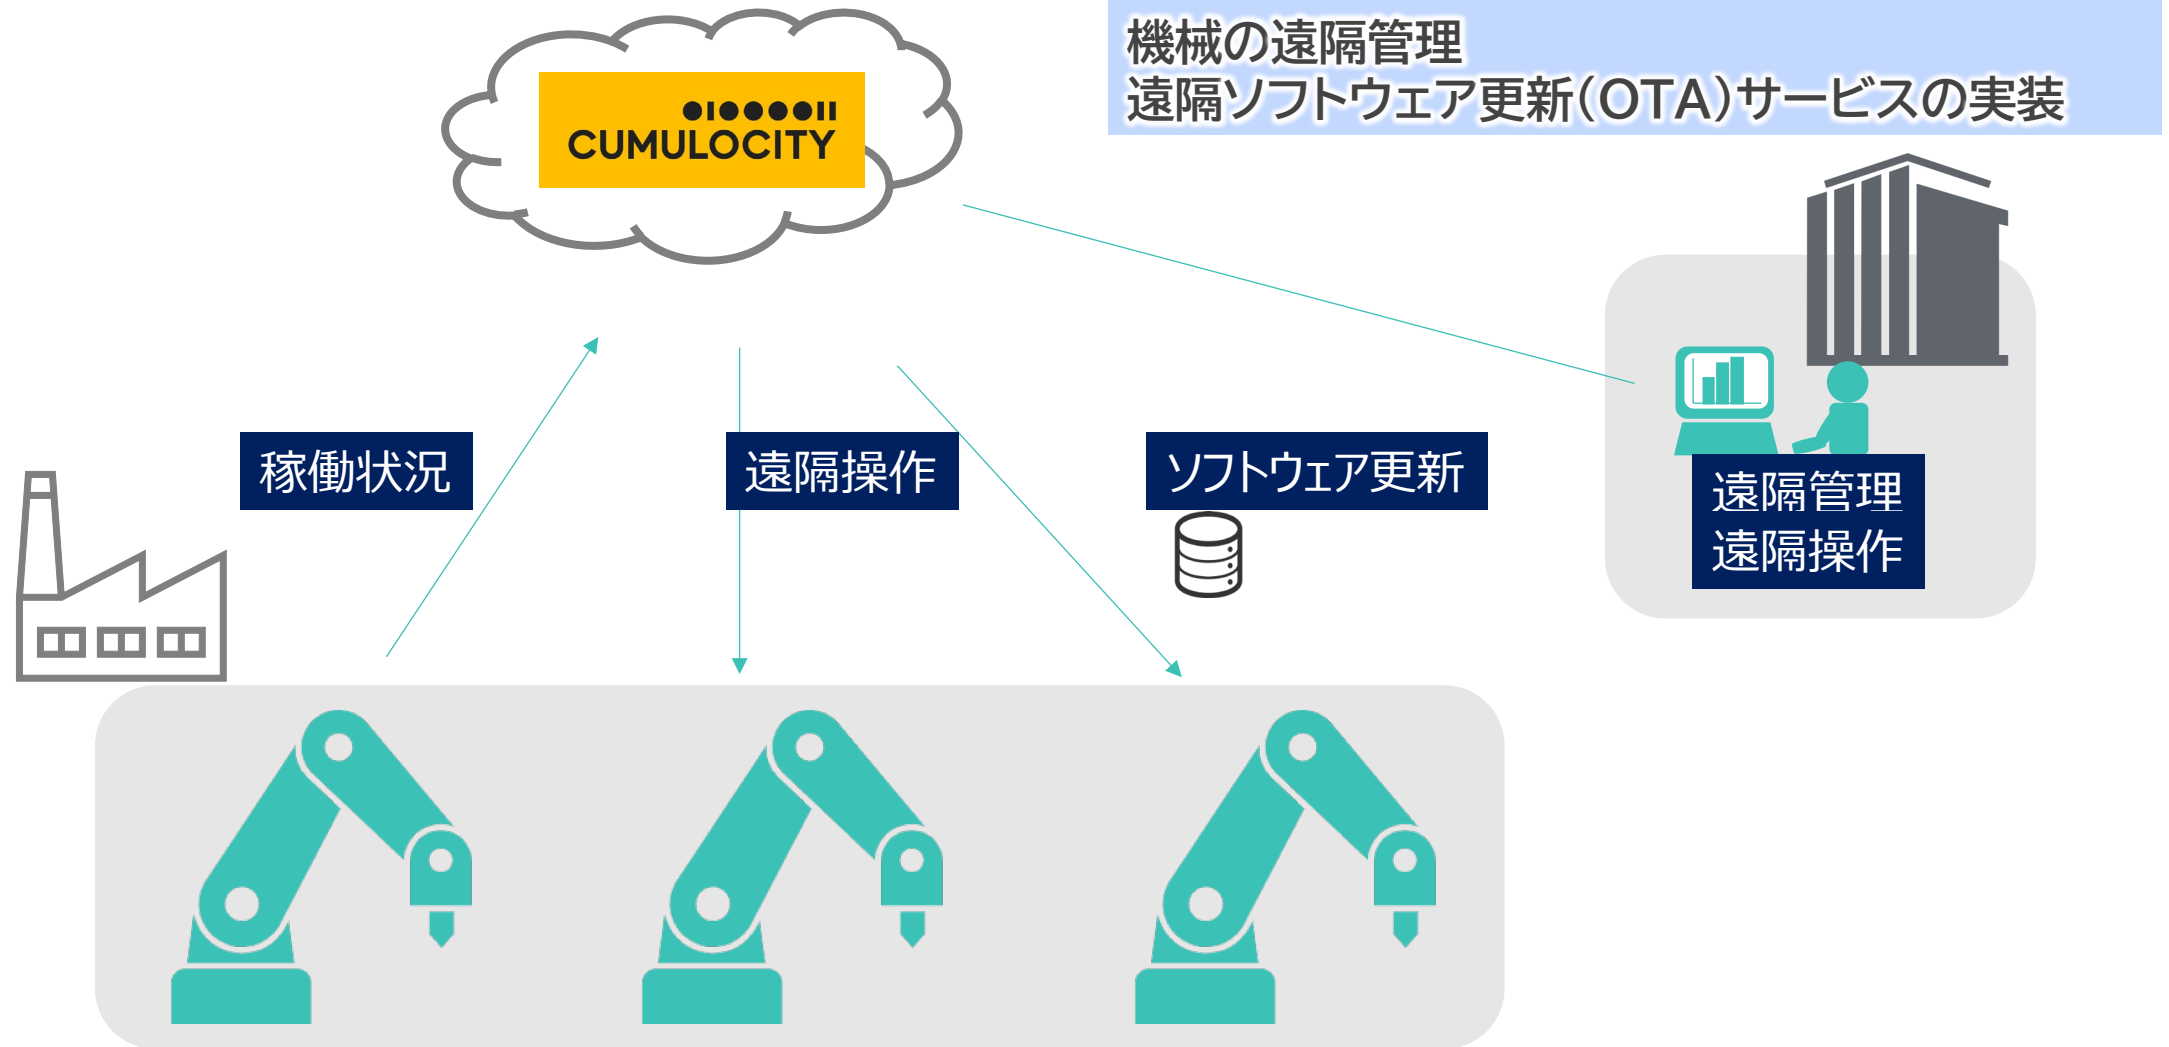 機械の遠隔管理
遠隔ソフトウェア更新(OTA)サービスの実装
CUMULOCITY
稼働状況
遠隔操作
ソフトウェア更新
遠隔管理
遠隔操作